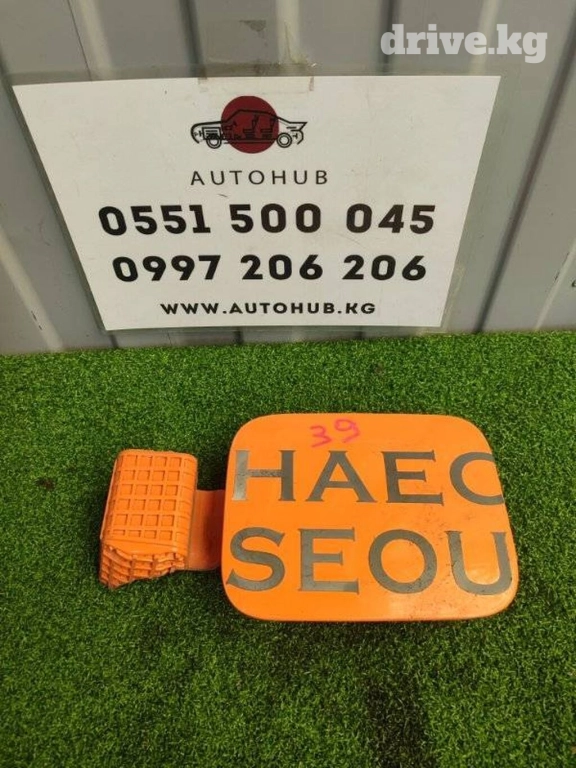 drive.kg
AUTOHUB
0551 500 045
0997 206 206
WWW.AUTOHUB.KG
39
HAEC
SEOU